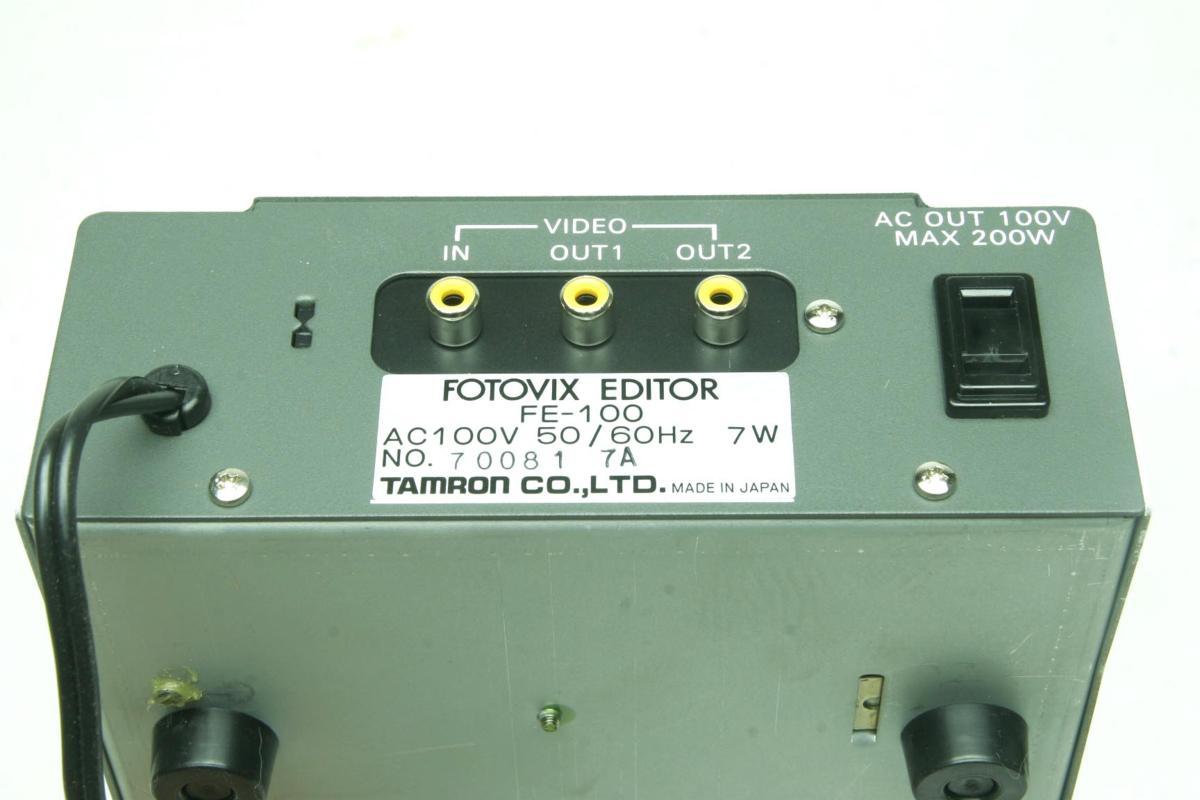 VIDEO
IN OUT1 OUT2
AC OUT 100V
MAX 200W
FOTOVIX EDITOR
FE-100
AC100V 50/60Hz 7W
NO. 70081 7A
TAMRON CO.,LTD. MADE IN JAPAN